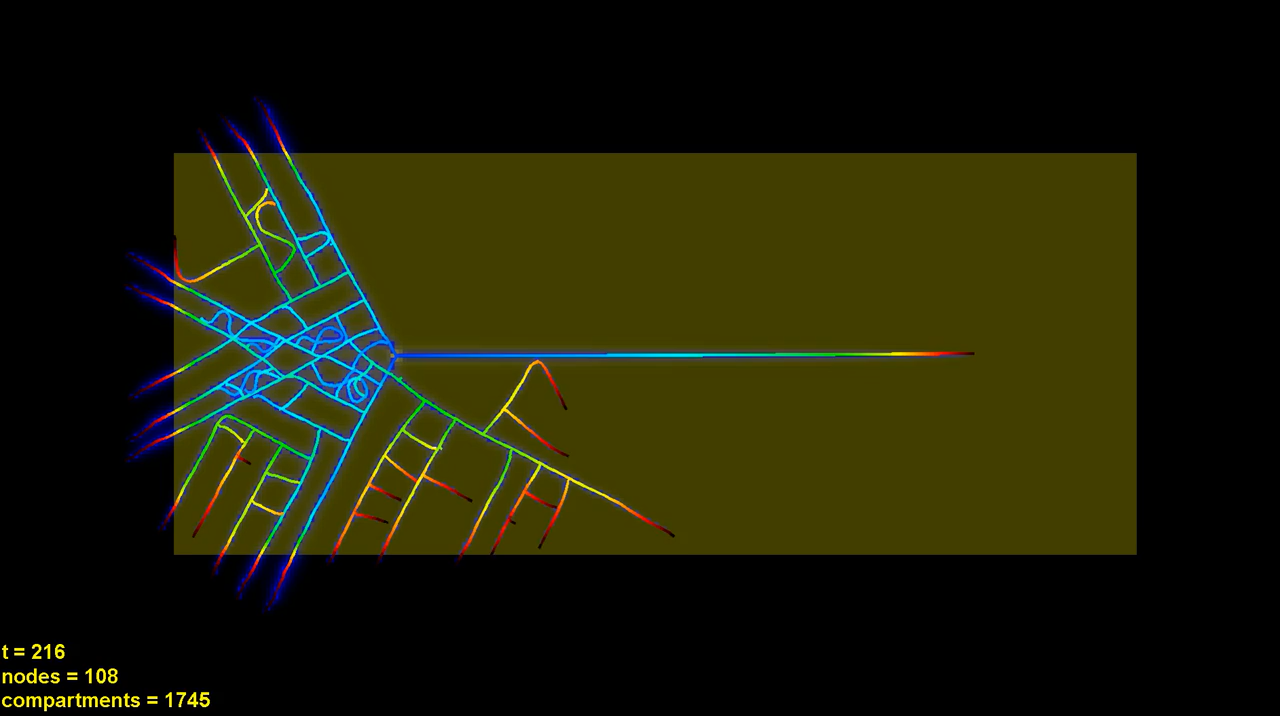 t = 216
nodes = 108
compartments = 1745